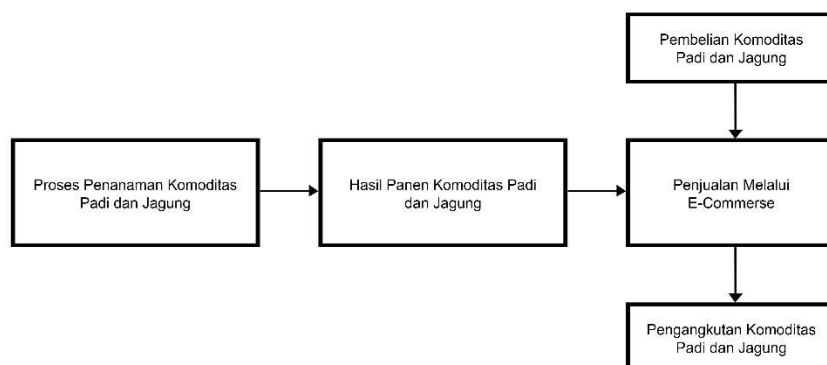 Pembelian Komoditas
Padi dan Jagung
Proses Penanaman Komoditas
Padi dan Jagung
Hasil Panen Komoditas Padi
dan Jagung
Penjualan Melalui
E-Commerse
Pengangkutan Komoditas
Padi dan Jagung